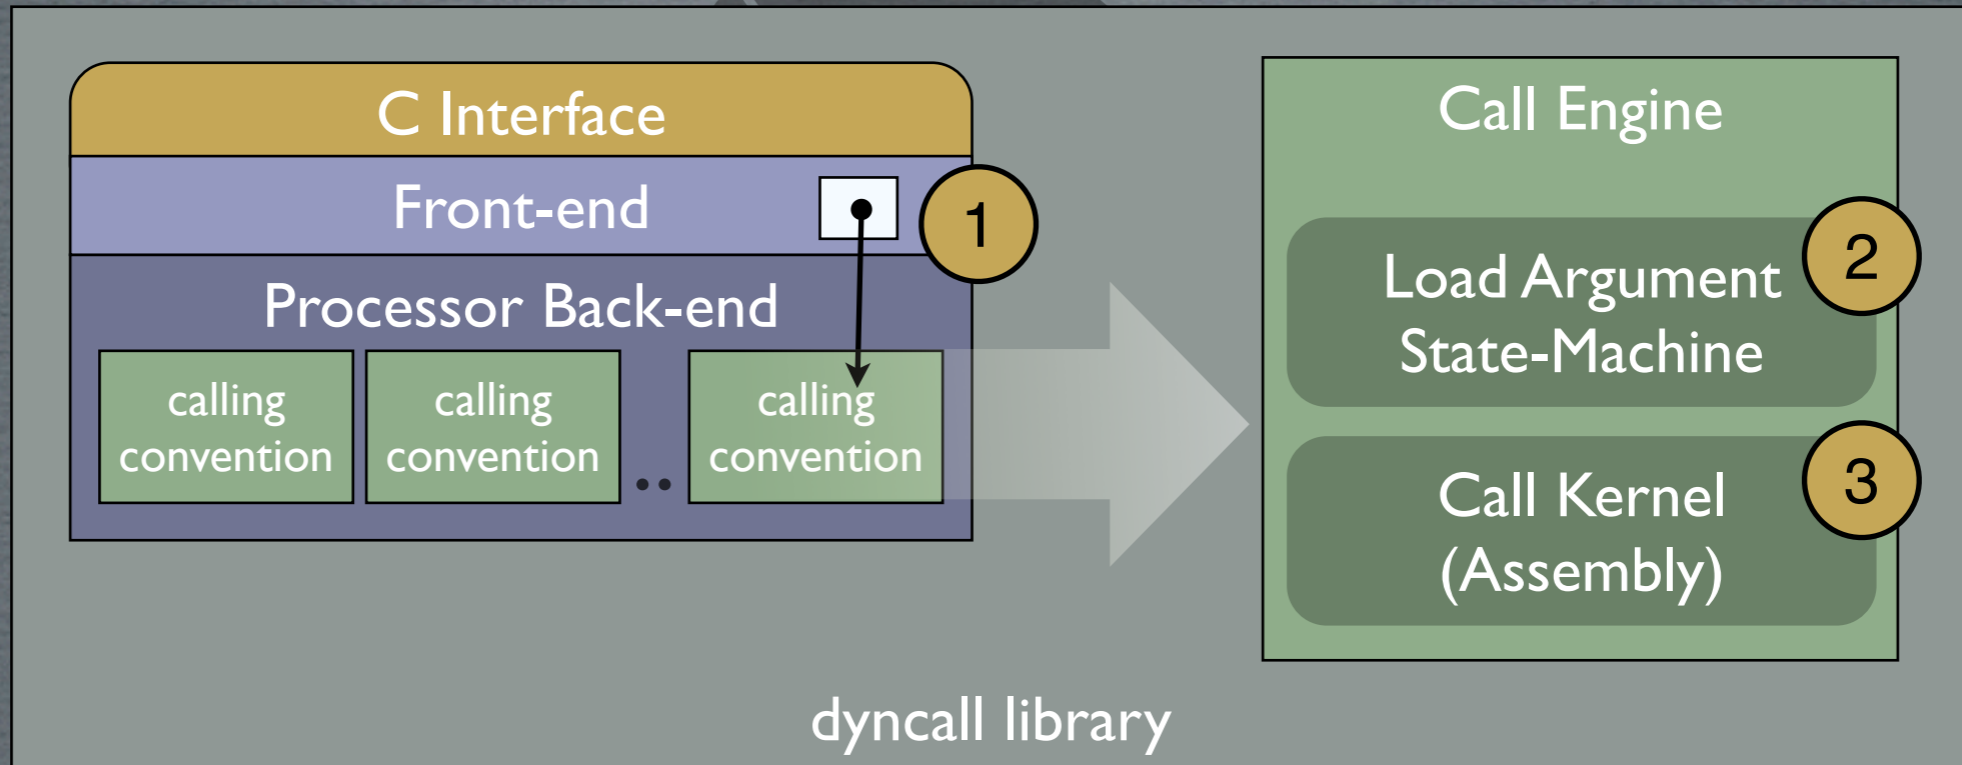 C Interface
Front-end
1
Processor Back-end
calling
convention
calling
convention
..
calling
convention
Call Engine
Load Argument
State-Machine
2
Call Kernel
(Assembly)
3
dyncall library